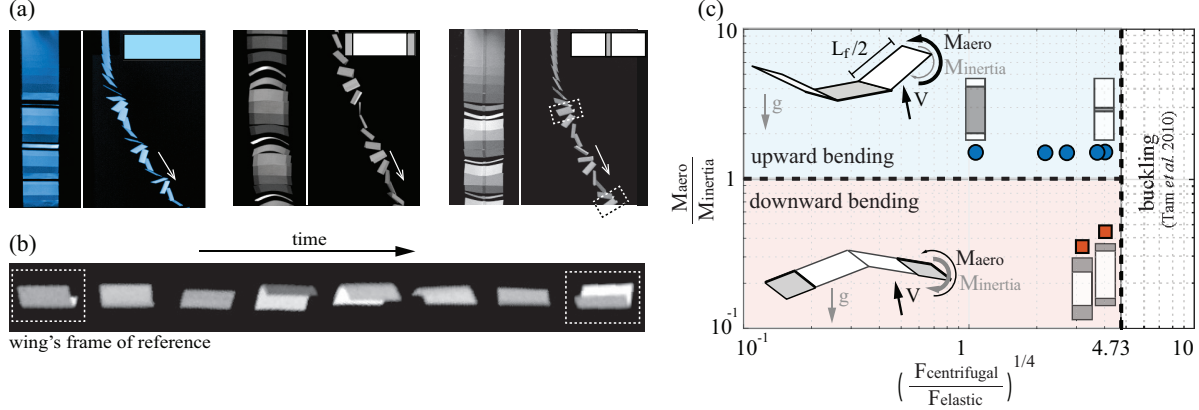 (a)
(b)
time
wing's frame of reference
(c)
10
1
10⁻¹
Maero
Minertia
L_f/2
Maero
Minertia
V
g
upward bending
downward bending
Maero
Minertia
V
g
buckling
(Tam et al. 2010)
10⁻¹
1
4.73
10
(Fcentrifugal
Felastic)^1/4